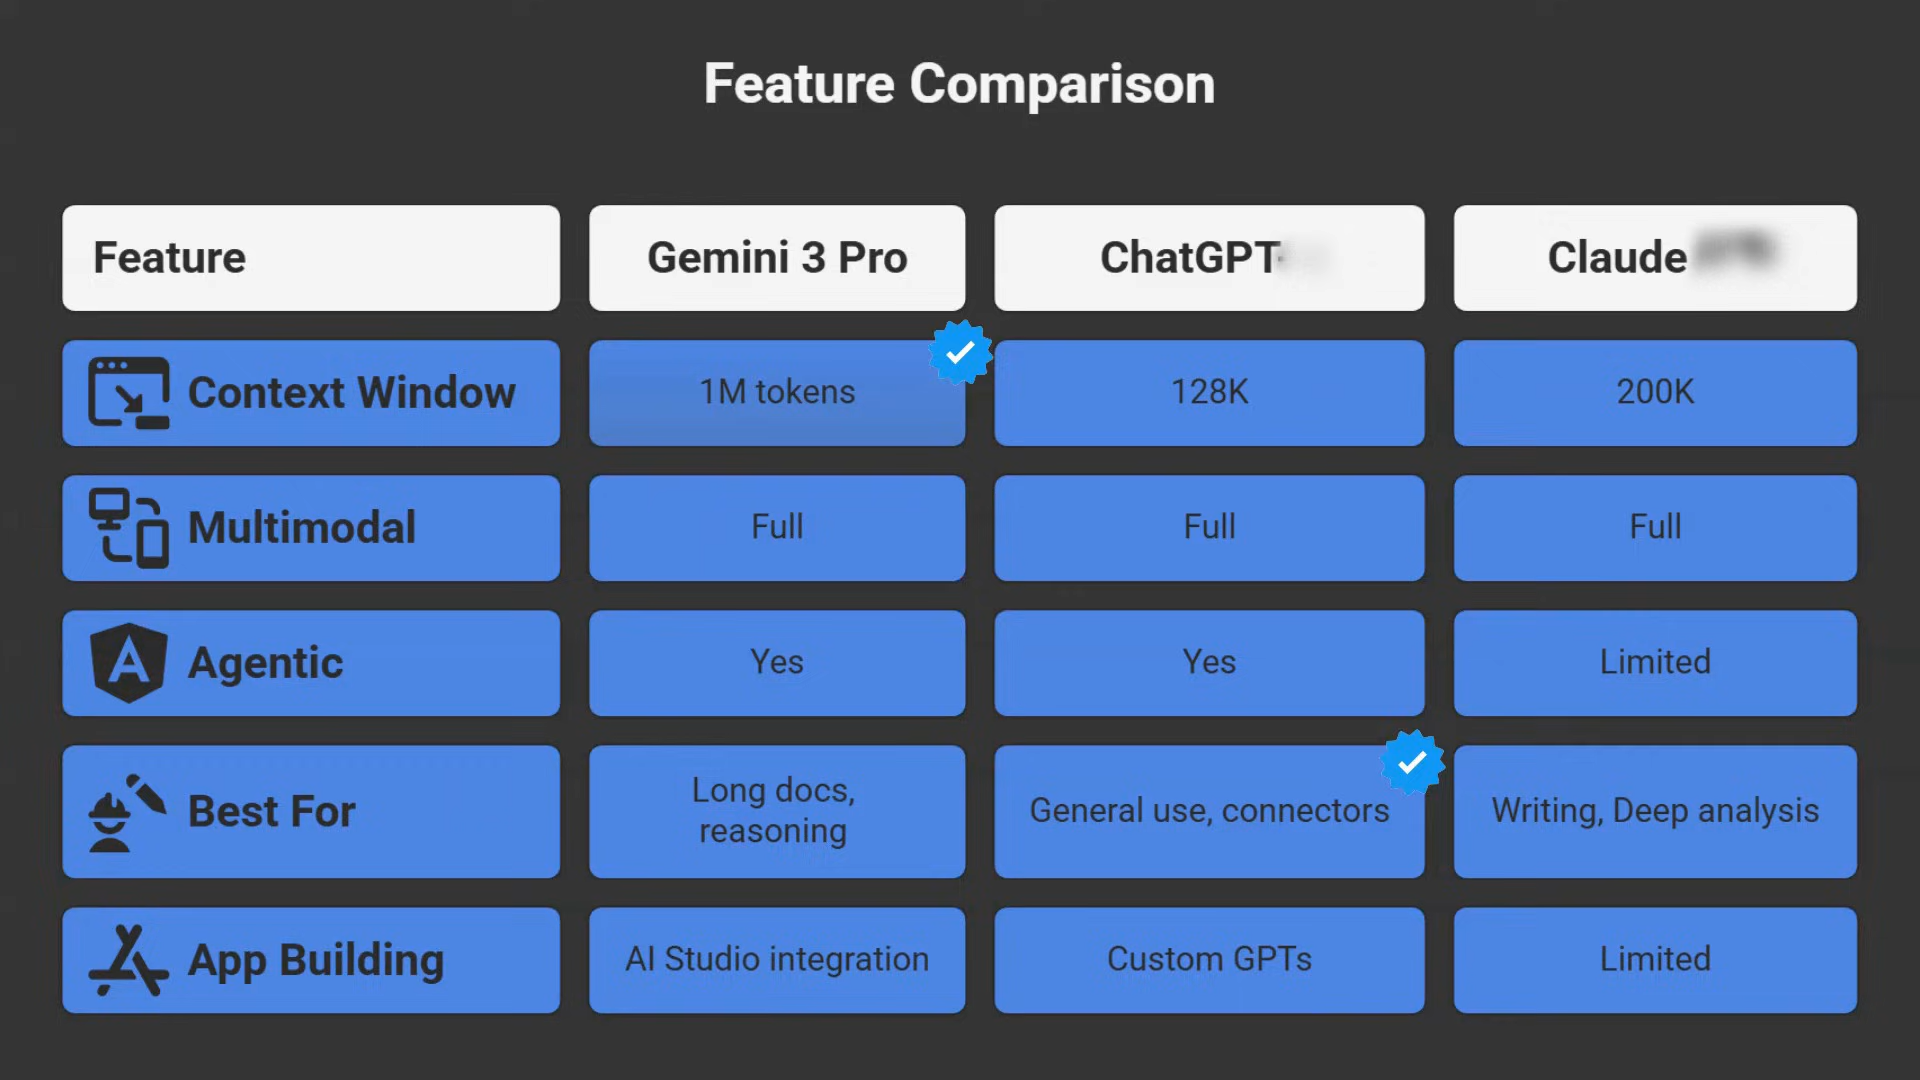 Feature Comparison
Feature
Gemini 3 Pro
ChatGPT
Claude
Context Window
1M tokens
128K
200K
Multimodal
Full
Full
Full
Agentic
Yes
Yes
Limited
Best For
Long docs,
reasoning
General use, connectors
Writing, Deep analysis
App Building
AI Studio integration
Custom GPTs
Limited